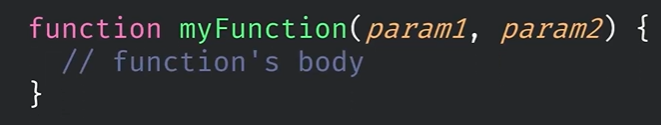 function myFunction(param1, param2) {
  // function's body
}